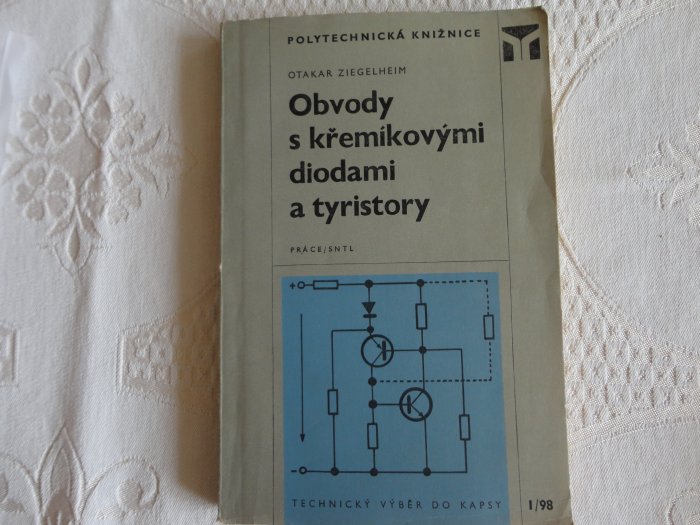 POLYTECHNICKÁ KNIŽNICE
OTAKAR ZIEGELHEIM
Obvody
s křemíkovými
diodami
a tyristory
PRÁCE/SNTL
+
–
TECHNICKÝ VÝBĚR DO KAPSY
1/98